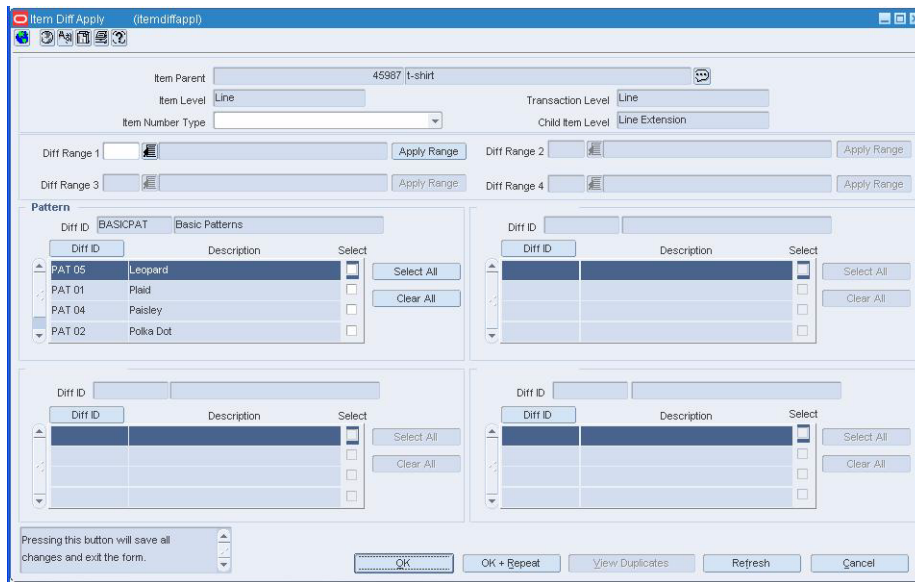 Item Diff Apply (itemdiffappl)
Item Parent 45987 t-shirt
Item Level Line Transaction Level Line
Item Number Type Child Item Level Line Extension
Diff Range 1 Apply Range Diff Range 2 Apply Range
Diff Range 3 Apply Range Diff Range 4 Apply Range
Pattern
Diff ID BASICPAT Basic Patterns Diff ID
Diff ID Description Select Diff ID Description Select
PAT 05 Leopard Select All Select All
PAT 01 Plaid
Clear All Clear All
PAT 04 Paisley
PAT 02 Polka Dot
Diff ID Diff ID
Diff ID Description Select Diff ID Description Select
Select All Select All
Clear All Clear All
Pressing this button will save all
changes and exit the form.
OK OK + Repeat View Duplicates Refresh Cancel